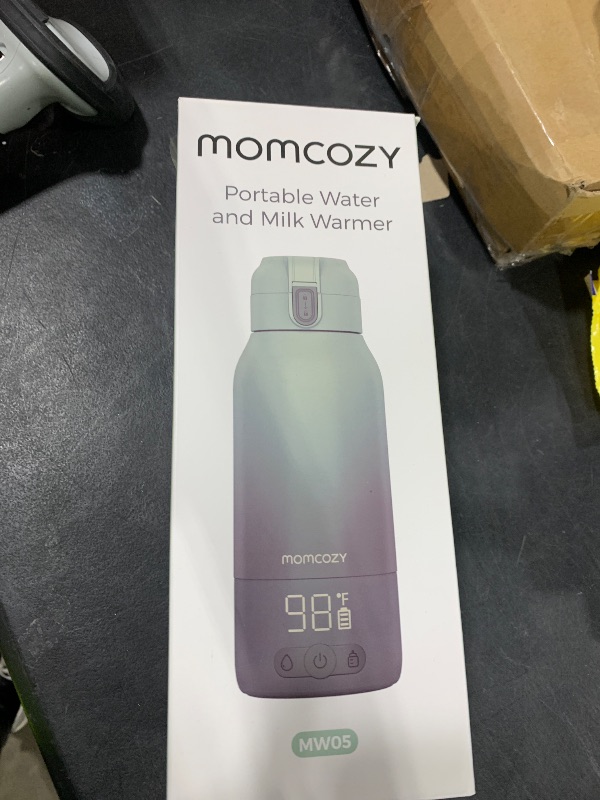 momcozy
Portable Water
and Milk Warmer
momcozy
98°F
MW05